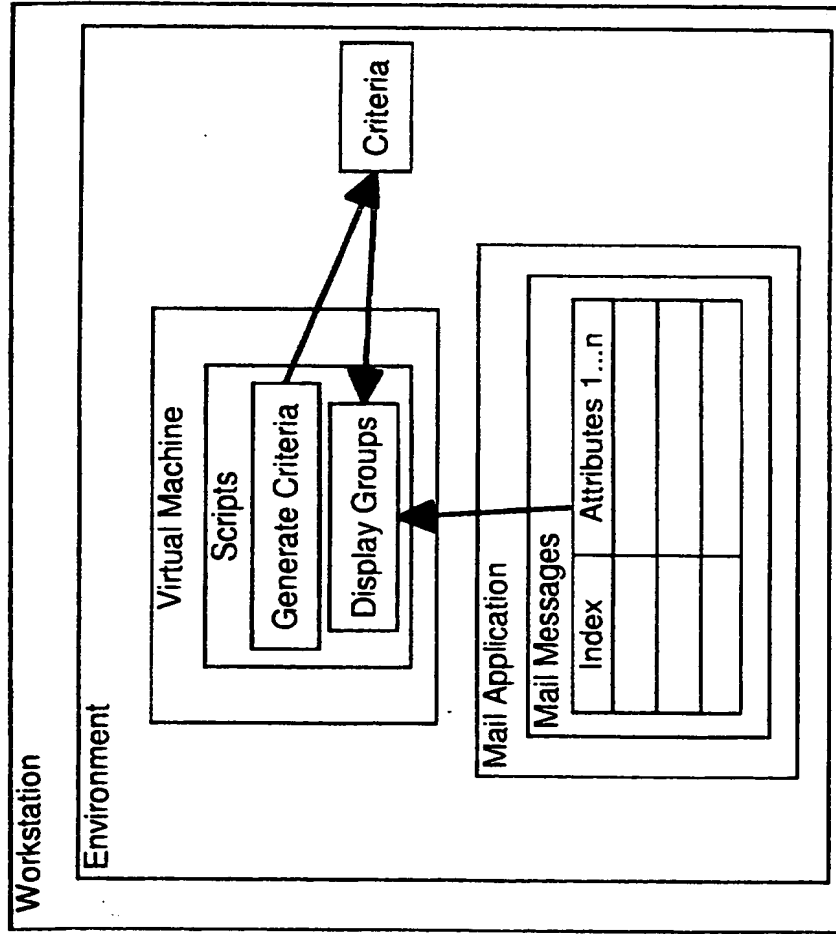 Workstation
Environment
Virtual Machine
Scripts
Generate Criteria
Display Groups
Criteria
Mail Application
Mail Messages
Index
Attributes 1...n